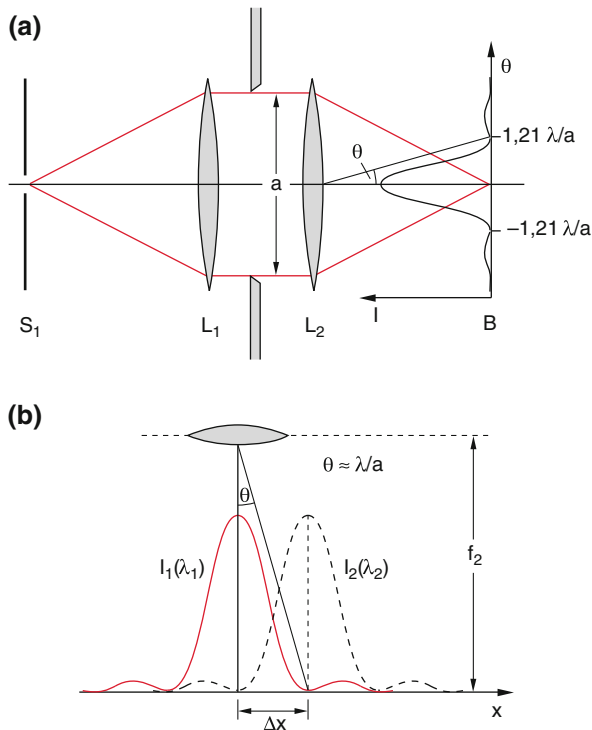 (a)
θ
1,21 λ/a
θ
a
−1,21 λ/a
I
S₁ L₁ L₂ B
(b)
θ ≈ λ/a
θ
I₁(λ₁) I₂(λ₂) f₂
x
Δx